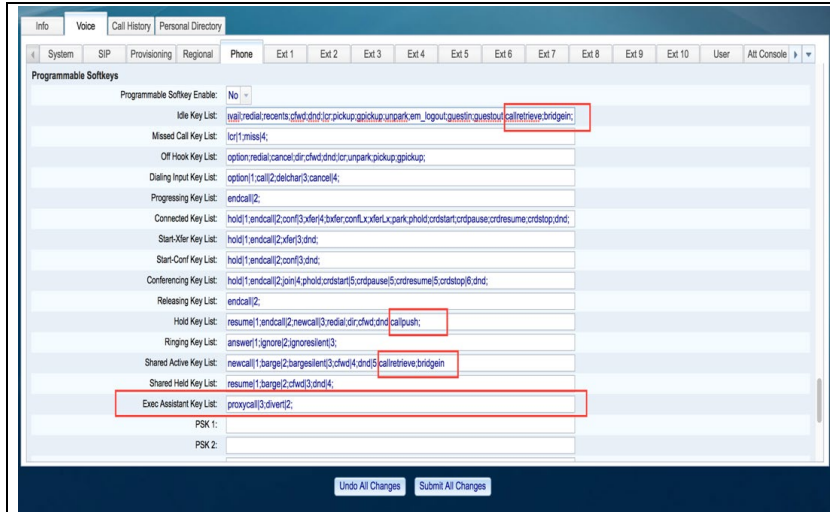 Info Voice Call History Personal Directory
System SIP Provisioning Regional Phone Ext 1 Ext 2 Ext 3 Ext 4 Ext 5 Ext 6 Ext 7 Ext 8 Ext 9 Ext 10 User Att Console
Programmable Softkeys
Programmable Softkey Enable: No
Idle Key List: vail;redial;recents;cfwd;dnd;lcr;pickup;gpickup;unpark;em_logout;guestin;guestout;callretrieve;bridgein;
Missed Call Key List: lcr|1;miss|4;
Off Hook Key List: option;redial;cancel;dir;cfwd;dnd;lcr;unpark;pickup;gpickup;
Dialing Input Key List: option|1;call|2;delchar|3;cancel|4;
Progressing Key List: endcall|2;
Connected Key List: hold|1;endcall|2;conf|3;xfer|4;bxfer;confLx;xferLx;park;phold;crdstart;crdpause;crdresume;crdstop;dnd;
Start-Xfer Key List: hold|1;endcall|2;xfer|3;dnd;
Start-Conf Key List: hold|1;endcall|2;conf|3;dnd;
Conferencing Key List: hold|1;endcall|2;join|4;phold;crdstart|5;crdpause|5;crdresume|5;crdstop|6;dnd;
Releasing Key List: endcall|2;
Hold Key List: resume|1;endcall|2;newcall|3;redial;dir;cfwd;dnd;callpush;
Ringing Key List: answer|1;ignore|2;ignoresilent|3;
Shared Active Key List: newcall|1;barge|2;bargesilent|3;cfwd|4;dnd|5;callretrieve;bridgein
Shared Held Key List: resume|1;barge|2;cfwd|3;dnd|4;
Exec Assistant Key List: proxycall|3;divert|2;
PSK 1:
PSK 2:
Undo All Changes Submit All Changes